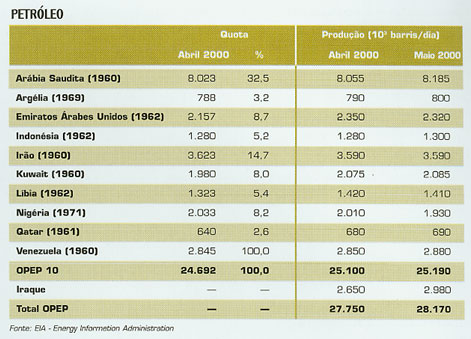 PETRÓLEO
Quota Produção (10³ barris/dia)
Abril 2000 % Abril 2000 Maio 2000
Arábia Saudita (1960) 8.023 32,5 8.055 8.185
Argélia (1969) 788 3,2 790 800
Emiratos Árabes Unidos (1962) 2.157 8,7 2.350 2.320
Indonésia (1962) 1.280 5,2 1.280 1.300
Irão (1960) 3.623 14,7 3.590 3.590
Kuwait (1960) 1.980 8,0 2.075 2.085
Líbia (1962) 1.323 5,4 1.420 1.410
Nigéria (1971) 2.033 8,2 2.010 1.930
Qatar (1961) 640 2,6 680 690
Venezuela (1960) 2.845 100,0 2.850 2.880
OPEP 10 24.692 100,0 25.100 25.190
Iraque — — 2.650 2.980
Total OPEP — — 27.750 28.170
Fonte: EIA - Energy Information Administration